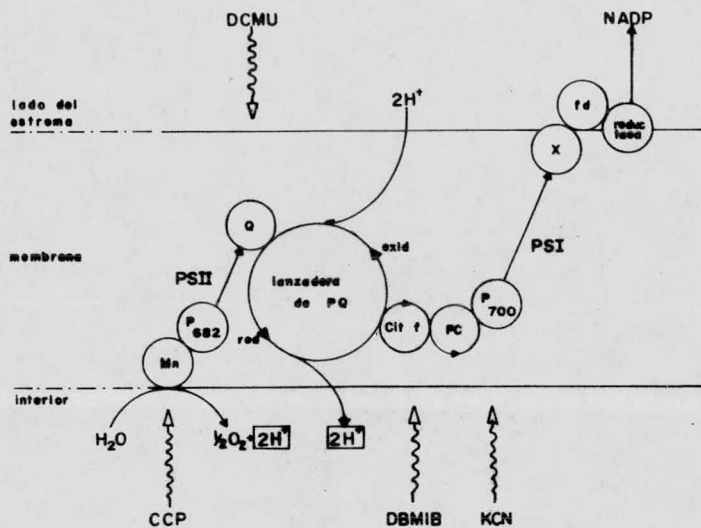 DCMU
NADP
lado del
estroma
2H⁺
fd
reduc
tasa
X
Q
membrana
PSII
PSI
oxid
lanzadera
de PQ
P
700
P
682
red
Cit f
PC
Mn
interior
H₂O
½O₂+ 2H⁺
2H⁺
CCP
DBMIB
KCN